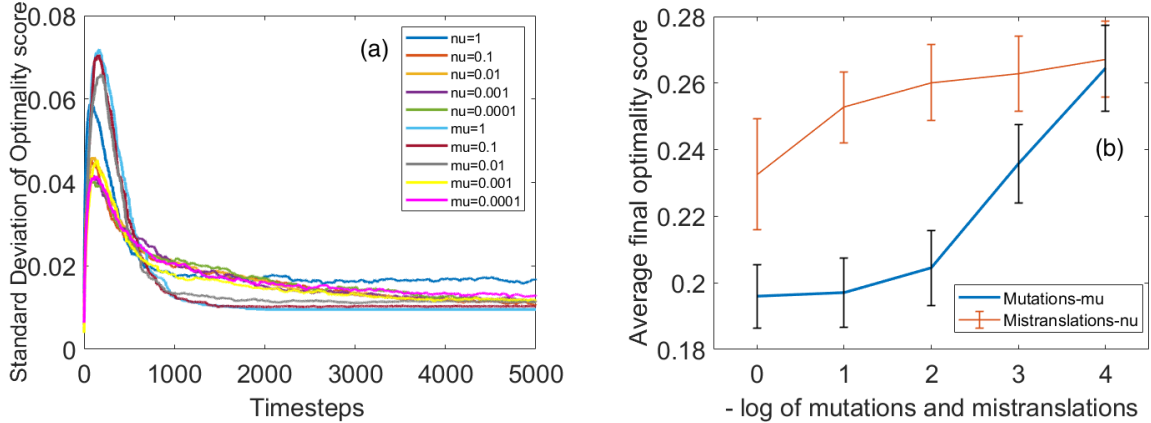 Standard Deviation of Optimality score
0.08
0.06
0.04
0.02
0
(a)
nu=1
nu=0.1
nu=0.01
nu=0.001
nu=0.0001
mu=1
mu=0.1
mu=0.01
mu=0.001
mu=0.0001
0 1000 2000 3000 4000 5000
Timesteps
Average final optimality score
0.28
0.26
0.24
0.22
0.2
0.18
(b)
Mutations-mu
Mistranslations-nu
0 1 2 3 4
- log of mutations and mistranslations